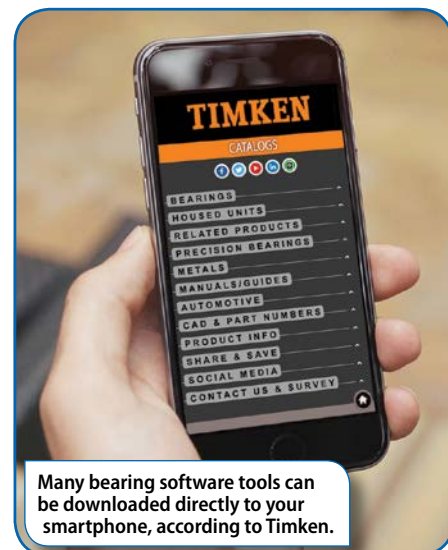 TIMKEN
CATALOGS
BEARINGS
HOUSED UNITS
RELATED PRODUCTS
PRECISION BEARINGS
METALS
MANUALS/GUIDES
AUTOMOTIVE
CAD & PART NUMBERS
PRODUCT INFO
SHARE & SAVE
SOCIAL MEDIA
CONTACT US & SURVEY
Many bearing software tools can
be downloaded directly to your
smartphone, according to Timken.